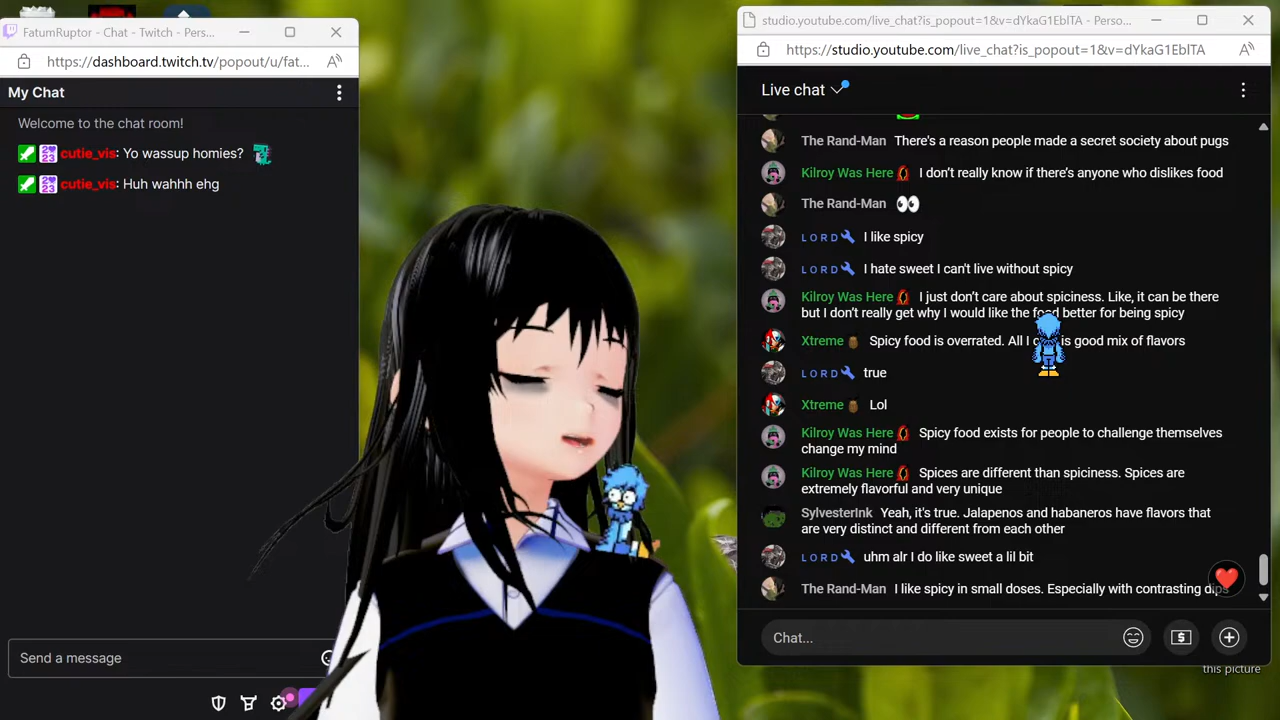 FatumRuptor - Chat - Twitch - Pers...
https://dashboard.twitch.tv/popout/u/fat...
My Chat
Welcome to the chat room!
cutie_vis: Yo wassup homies?
cutie_vis: Huh wahhh ehg
Send a message
studio.youtube.com/live_chat?is_popout=1&v=dYkaG1EblTA - Perso...
https://studio.youtube.com/live_chat?is_popout=1&v=dYkaG1EblTA
Live chat
The Rand-Man There's a reason people made a secret society about pugs
Kilroy Was Here I don't really know if there's anyone who dislikes food
The Rand-Man 👀
L O R D I like spicy
L O R D I hate sweet I can't live without spicy
Kilroy Was Here I just don't care about spiciness. Like, it can be there
but I don't really get why I would like the food better for being spicy
Xtreme Spicy food is overrated. All I is good mix of flavors
L O R D true
Xtreme Lol
Kilroy Was Here Spicy food exists for people to challenge themselves
change my mind
Kilroy Was Here Spices are different than spiciness. Spices are
extremely flavorful and very unique
SylvesterInk Yeah, it's true. Jalapenos and habaneros have flavors that
are very distinct and different from each other
L O R D uhm alr I do like sweet a lil bit
The Rand-Man I like spicy in small doses. Especially with contrasting dips
Chat...
this picture